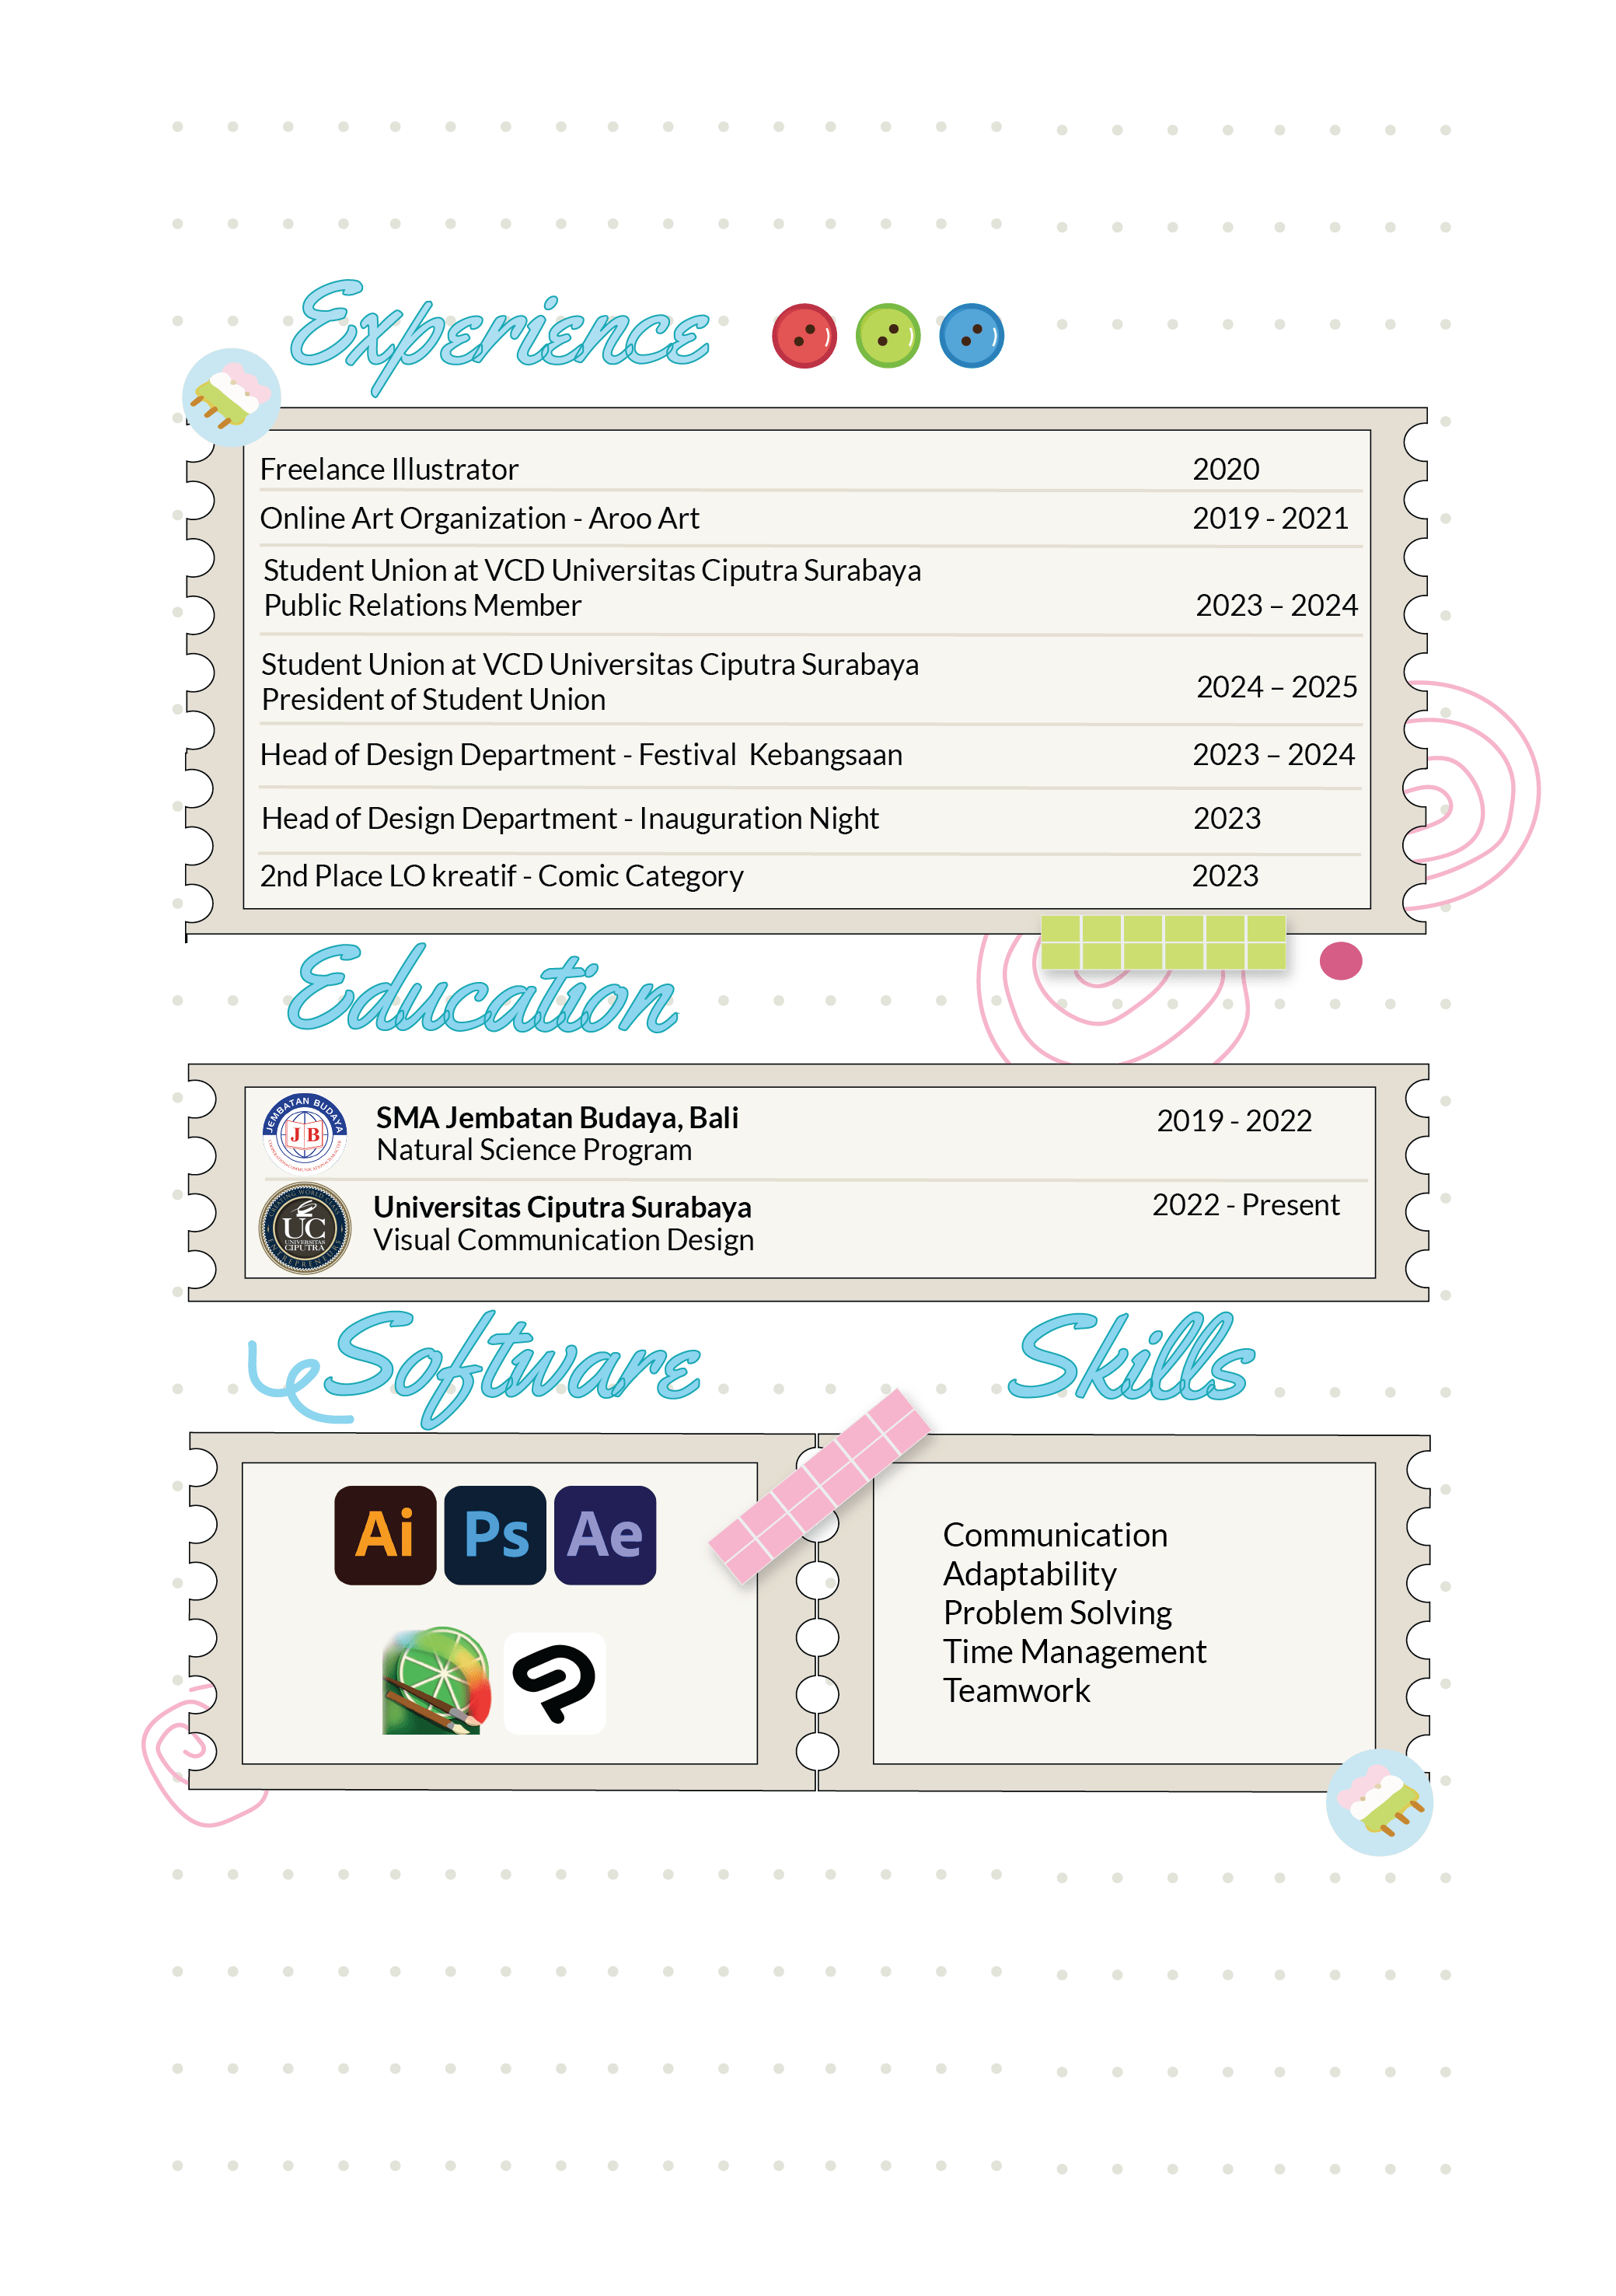 Experience
Freelance Illustrator 2020
Online Art Organization - Aroo Art 2019 - 2021
Student Union at VCD Universitas Ciputra Surabaya
Public Relations Member 2023 – 2024
Student Union at VCD Universitas Ciputra Surabaya
President of Student Union 2024 – 2025
Head of Design Department - Festival Kebangsaan 2023 – 2024
Head of Design Department - Inauguration Night 2023
2nd Place LO kreatif - Comic Category 2023
Education
JEMBATAN BUDAYA
JB
SMA Jembatan Budaya, Bali 2019 - 2022
Natural Science Program
UC
UNIVERSITAS
CIPUTRA
Universitas Ciputra Surabaya 2022 - Present
Visual Communication Design
Software
Skills
Ai Ps Ae
Communication
Adaptability
Problem Solving
Time Management
Teamwork